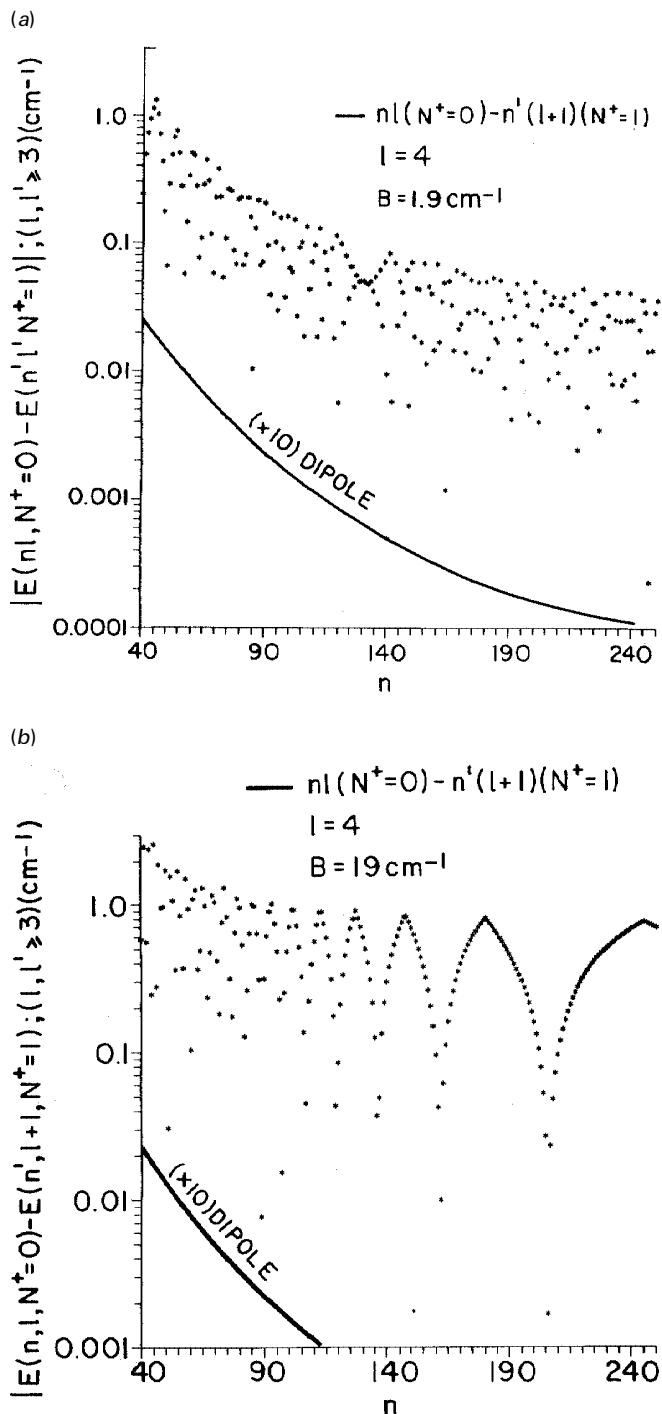 (a)
|E(nl, N⁺=0) - E(n'l' N⁺=1)| ; (l, l' ⩾ 3)(cm⁻¹)
1.0
0.1
0.01
0.001
0.0001
— nl(N⁺=0) - n'(l+1)(N⁺=1)
l = 4
B = 1.9 cm⁻¹
(×10) DIPOLE
40 90 140 190 240
n
(b)
|E(n, l, N⁺=0) - E(n', l+1, N⁺=1) ; (l, l' ⩾ 3)(cm⁻¹)
— nl(N⁺=0) - n'(l+1)(N⁺=1)
l = 4
B = 19 cm⁻¹
1.0
0.1
0.01
0.001
(×10) DIPOLE
40 90 140 190 240
n